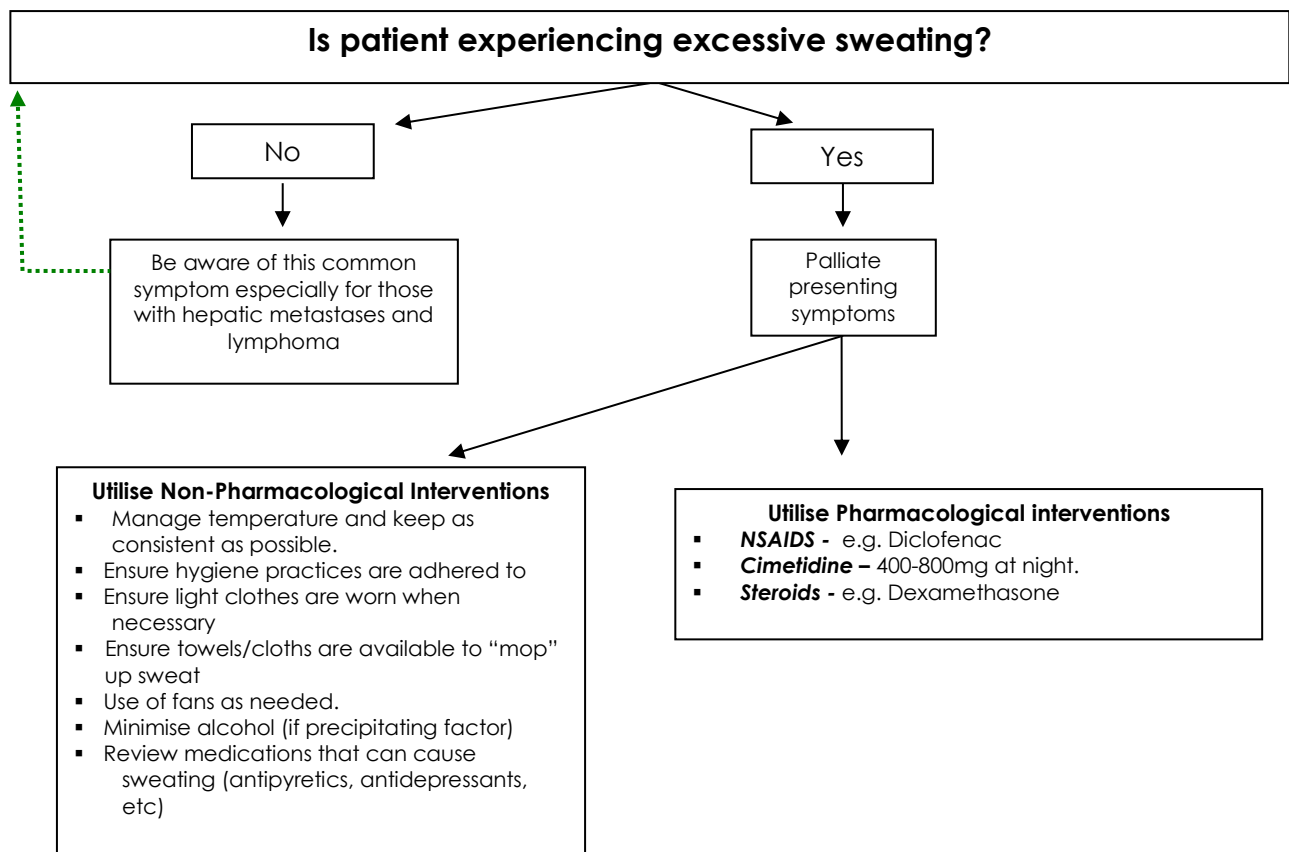 Is patient experiencing excessive sweating?
No
Yes
Be aware of this common
symptom especially for those
with hepatic metastases and
lymphoma
Palliate
presenting
symptoms
Utilise Non-Pharmacological Interventions
▪ Manage temperature and keep as
consistent as possible.
▪ Ensure hygiene practices are adhered to
▪ Ensure light clothes are worn when
necessary
▪ Ensure towels/cloths are available to “mop”
up sweat
▪ Use of fans as needed.
▪ Minimise alcohol (if precipitating factor)
▪ Review medications that can cause
sweating (antipyretics, antidepressants,
etc)
Utilise Pharmacological interventions
▪ NSAIDS - e.g. Diclofenac
▪ Cimetidine – 400-800mg at night.
▪ Steroids - e.g. Dexamethasone